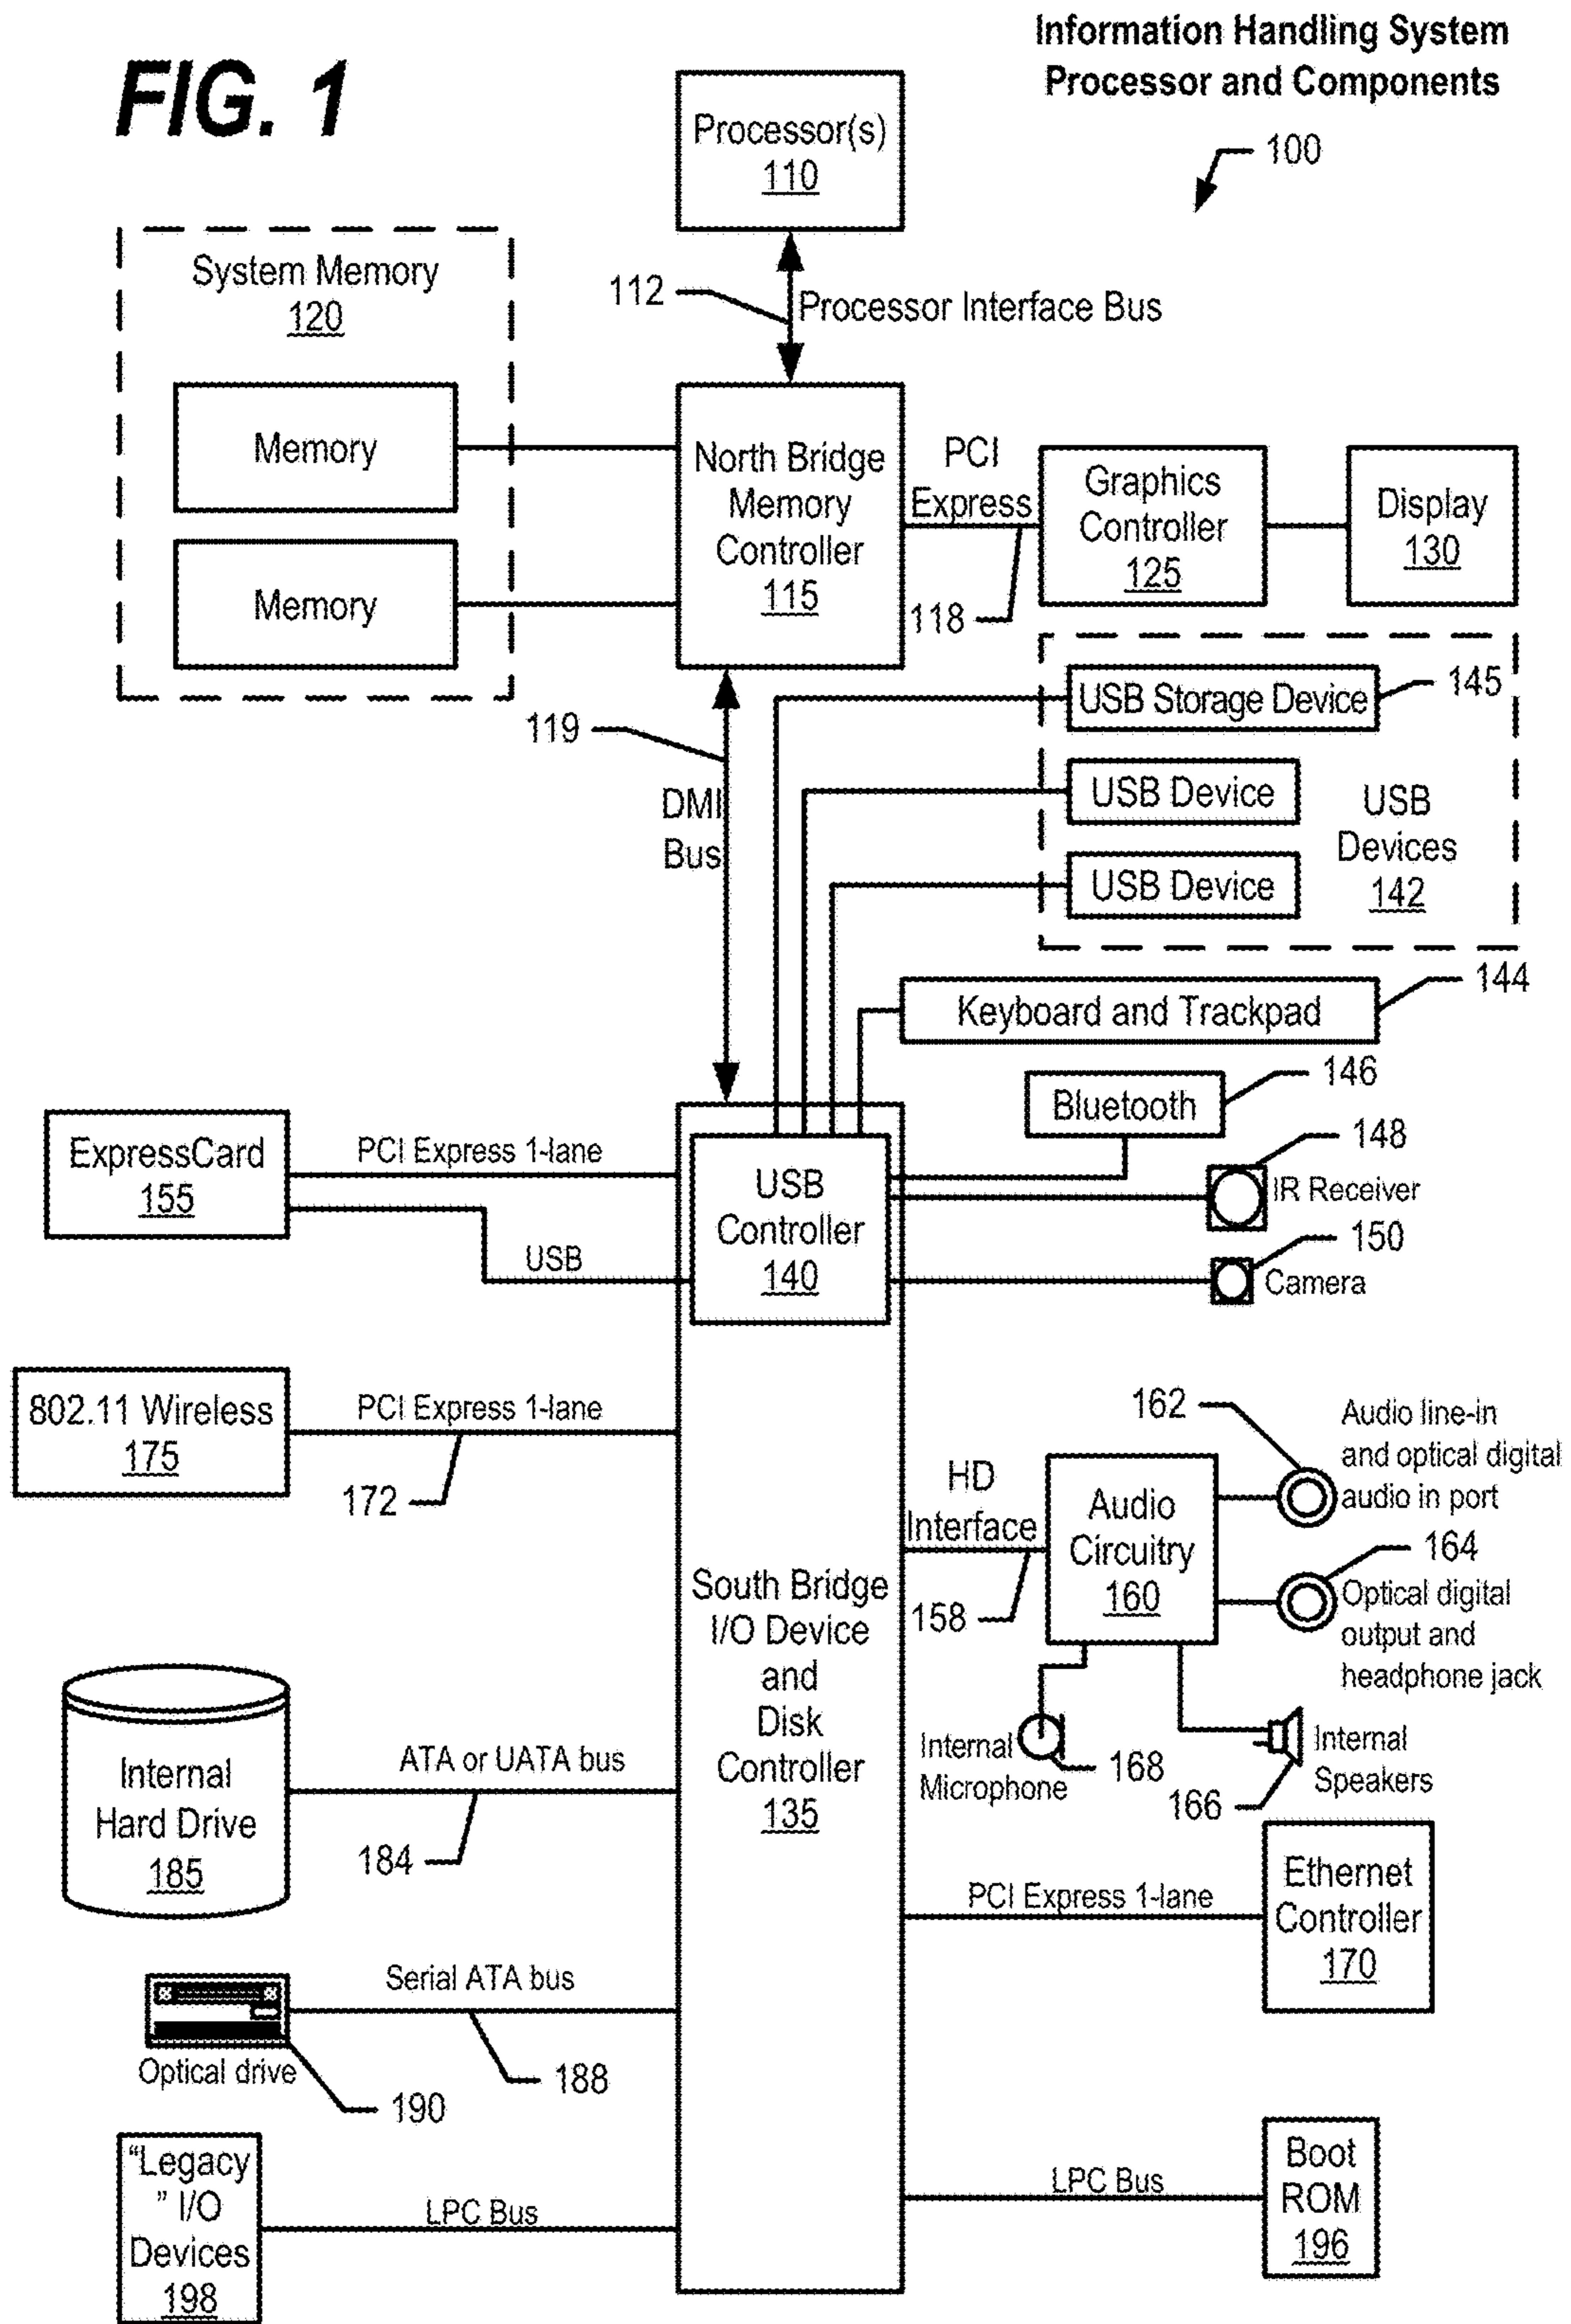 FIG. 1
Information Handling System
Processor and Components
100
Processor(s)
110
112
Processor Interface Bus
System Memory
120
Memory
Memory
North Bridge
Memory
Controller
115
PCI
Express
118
Graphics
Controller
125
Display
130
119
DMI
Bus
USB Storage Device
145
USB Device
USB Device
USB
Devices
142
Keyboard and Trackpad
144
Bluetooth
146
148
IR Receiver
150
Camera
ExpressCard
155
PCI Express 1-lane
USB
USB
Controller
140
802.11 Wireless
175
PCI Express 1-lane
172
South Bridge
I/O Device
and
Disk
Controller
135
HD
Interface
158
Audio
Circuitry
160
162
Audio line-in
and optical digital
audio in port
164
Optical digital
output and
headphone jack
Internal
Microphone
168
166
Internal
Speakers
Internal
Hard Drive
185
ATA or UATA bus
184
PCI Express 1-lane
Ethernet
Controller
170
Serial ATA bus
188
Optical drive
190
“Legacy
” I/O
Devices
198
LPC Bus
LPC Bus
Boot
ROM
196